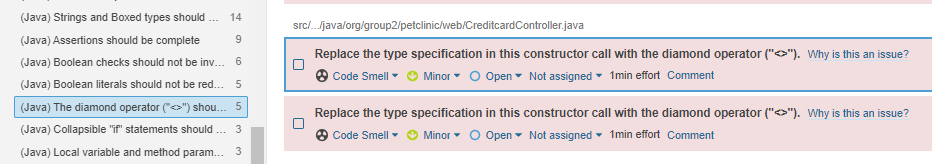 (Java) Strings and Boxed types should ... 14
(Java) Assertions should be complete 9
(Java) Boolean checks should not be inv... 6
(Java) Boolean literals should not be red... 5
(Java) The diamond operator ("<>") shou... 5
(Java) Collapsible "if" statements should ... 3
(Java) Local variable and method param... 3
src/.../java/org/group2/petclinic/web/CreditcardController.java
Replace the type specification in this constructor call with the diamond operator ("<>"). Why is this an issue?
Code Smell Minor Open Not assigned 1min effort Comment
Replace the type specification in this constructor call with the diamond operator ("<>"). Why is this an issue?
Code Smell Minor Open Not assigned 1min effort Comment